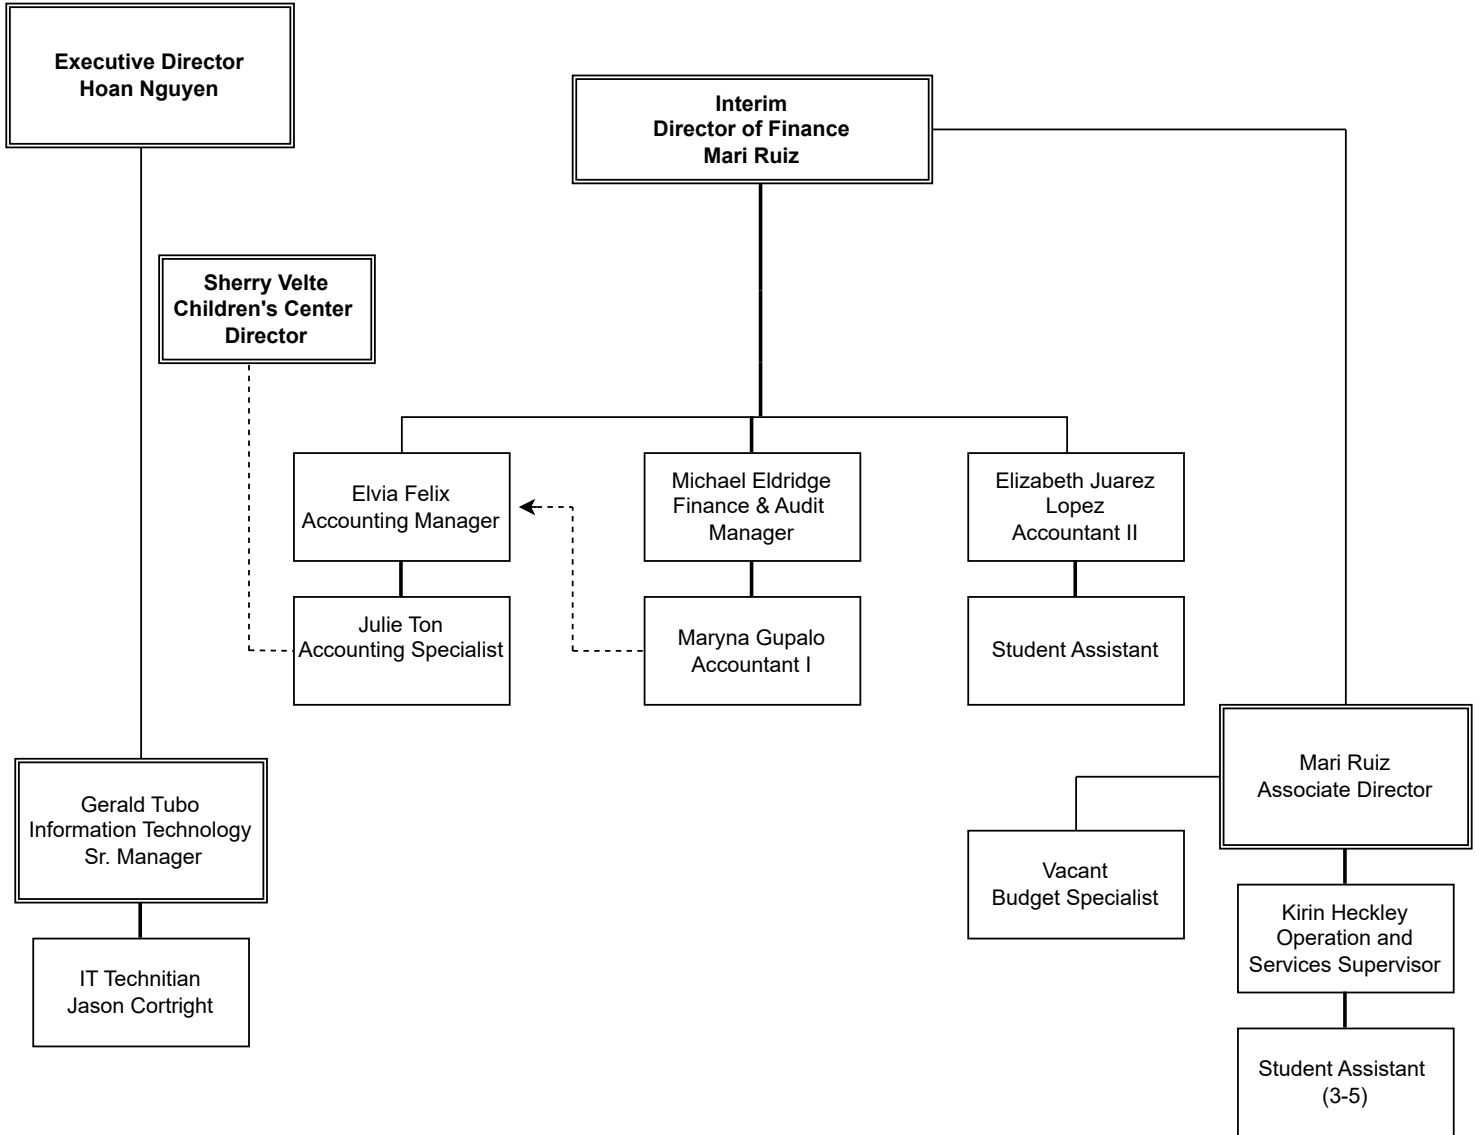 Executive Director
Hoan Nguyen
Interim
Director of Finance
Mari Ruiz
Sherry Velte
Children's Center
Director
Elvia Felix
Accounting Manager
Michael Eldridge
Finance & Audit
Manager
Elizabeth Juarez
Lopez
Accountant II
Julie Ton
Accounting Specialist
Maryna Gupalo
Accountant I
Student Assistant
Mari Ruiz
Associate Director
Gerald Tubo
Information Technology
Sr. Manager
Vacant
Budget Specialist
Kirin Heckley
Operation and
Services Supervisor
IT Technitian
Jason Cortright
Student Assistant
(3-5)